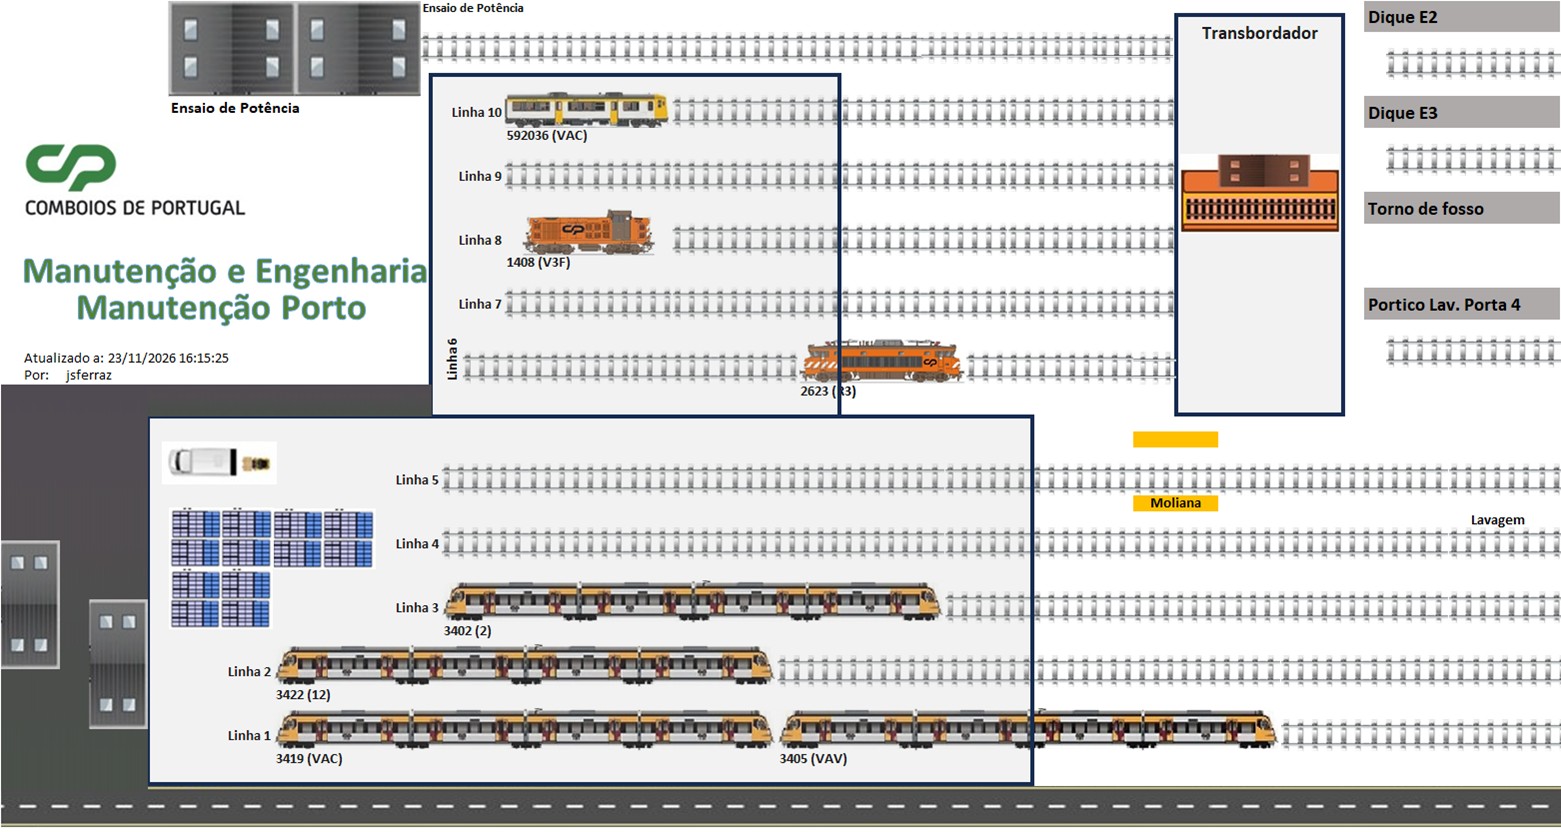 Ensaio de Potência
Transbordador
Dique E2
Ensaio de Potência
Linha 10
592036 (VAC)
Dique E3
CP
COMBOIOS DE PORTUGAL
Linha 9
Torno de fosso
Linha 8
CP
1408 (V3F)
Manutenção e Engenharia
Manutenção Porto
Linha 7
Portico Lav. Porta 4
Atualizado a: 23/11/2026 16:15:25
Por: jsferraz
Linha 6
CP
2623 (R3)
Linha 5
Moliana
Lavagem
Linha 4
Linha 3
3402 (2)
Linha 2
3422 (12)
Linha 1
3419 (VAC)
3405 (VAV)